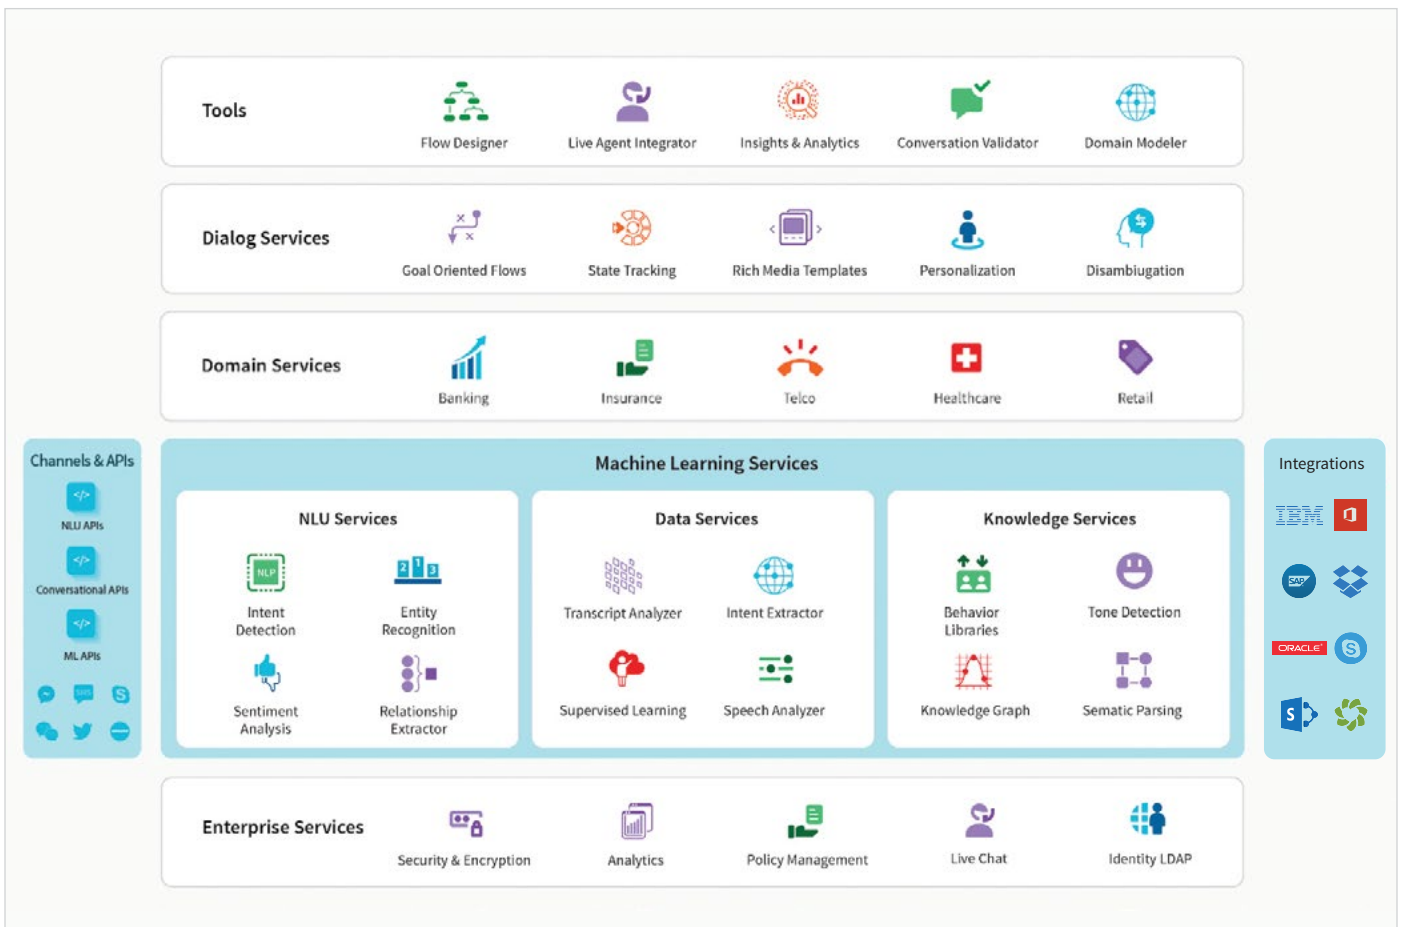 Tools
Flow Designer
Live Agent Integrator
Insights & Analytics
Conversation Validator
Domain Modeler
Dialog Services
Goal Oriented Flows
State Tracking
Rich Media Templates
Personalization
Disambiugation
Domain Services
Banking
Insurance
Telco
Healthcare
Retail
Channels & APIs
</>
NLU APIs
</>
Conversational APIs
</>
ML APIs
SMS
Machine Learning Services
NLU Services
NLP
Intent
Detection
2 1 3
Entity
Recognition
Sentiment
Analysis
Relationship
Extractor
Data Services
Transcript Analyzer
Intent Extractor
Supervised Learning
Speech Analyzer
Knowledge Services
Behavior
Libraries
Tone Detection
Knowledge Graph
Sematic Parsing
Integrations
IBM
SAP
ORACLE
S
S
Enterprise Services
Security & Encryption
Analytics
Policy Management
Live Chat
Identity LDAP